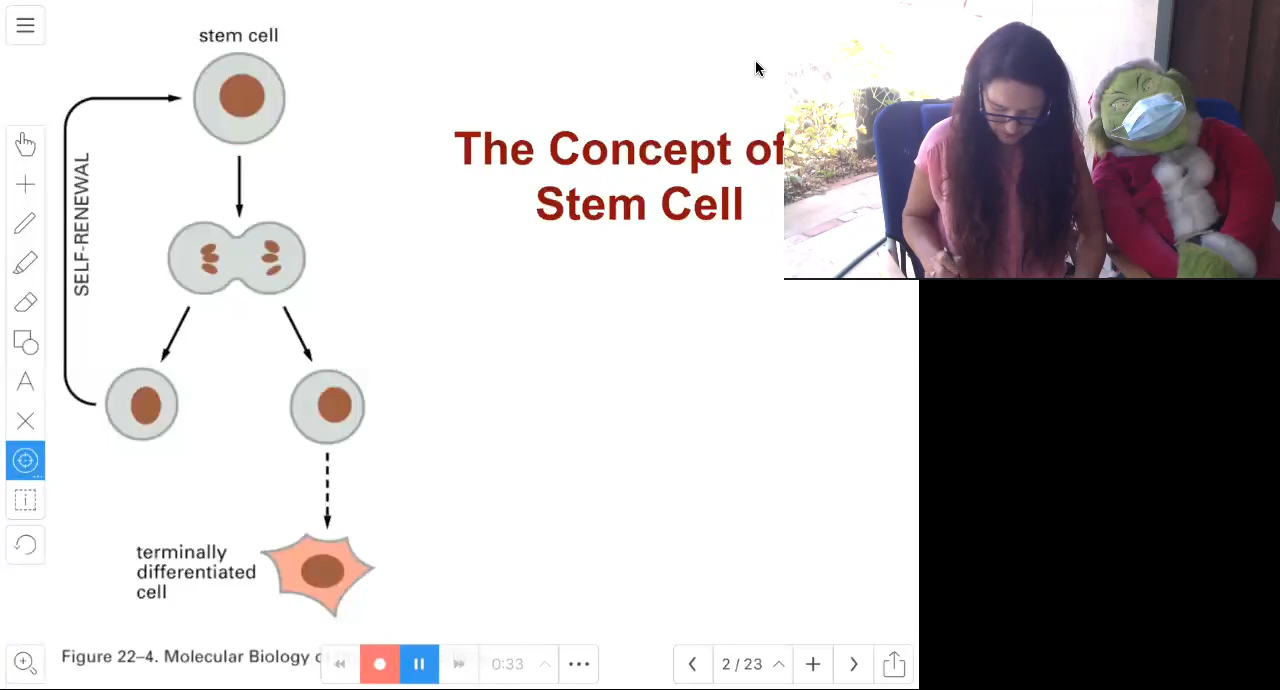 stem cell
The Concept of
Stem Cell
SELF-RENEWAL
terminally
differentiated
cell
Figure 22–4. Molecular Biology
0:33
2 / 23